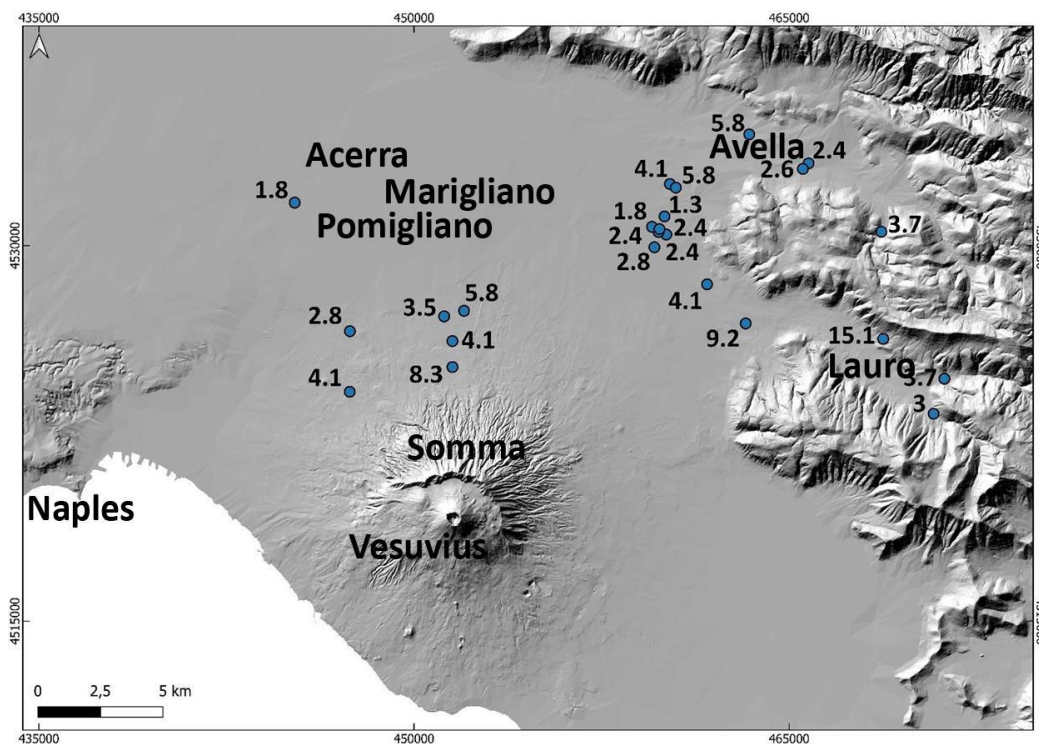 435000 450000 465000
5.8
Avella
2.4
2.6
Acerra
4.1
5.8
Marigliano
1.8
1.3
Pomigliano
1.8
2.4
2.4
2.4
3.7
2.8
4530000
4530000
4.1
5.8
3.5
2.8
9.2
4.1
15.1
Lauro
8.3
3.7
4.1
3
Somma
Naples
Vesuvius
4515000
4515000
0 2,5 5 km
435000 450000 465000